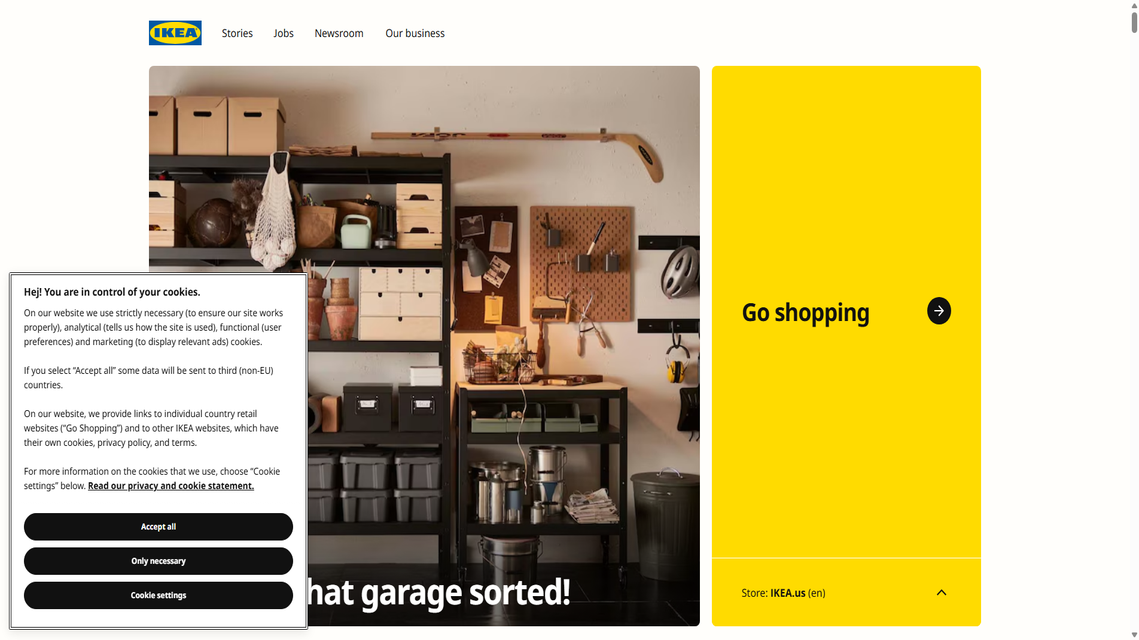 IKEA
Stories
Jobs
Newsroom
Our business
Go shopping
Store: IKEA.us (en)
hat garage sorted!
Hej! You are in control of your cookies.
On our website we use strictly necessary (to ensure our site works
properly), analytical (tells us how the site is used), functional (user
preferences) and marketing (to display relevant ads) cookies.
If you select “Accept all” some data will be sent to third (non-EU)
countries.
On our website, we provide links to individual country retail
websites (“Go Shopping”) and to other IKEA websites, which have
their own cookies, privacy policy, and terms.
For more information on the cookies that we use, choose “Cookie
settings” below. Read our privacy and cookie statement.
Accept all
Only necessary
Cookie settings